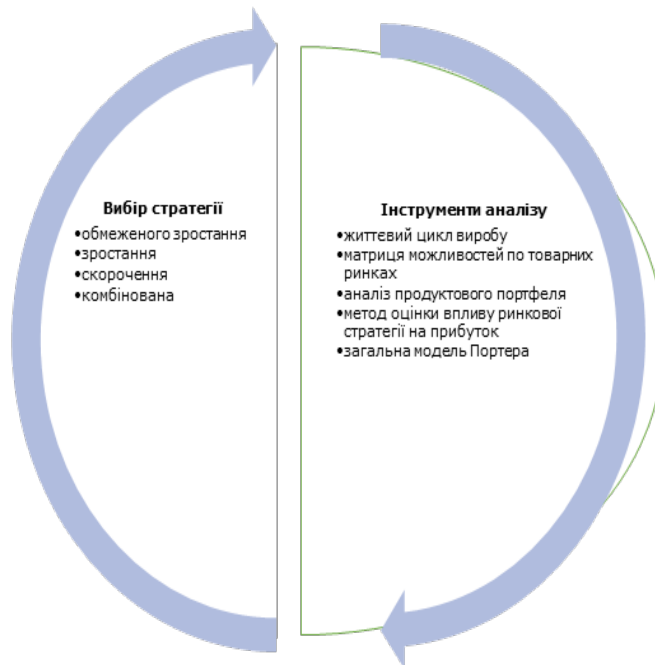 Вибір стратегії
•обмеженого зростання
•зростання
•скорочення
•комбінована
Інструменти аналізу
•життєвий цикл виробу
•матриця можливостей по товарних
ринках
•аналіз продуктового портфеля
•метод оцінки впливу ринкової
стратегії на прибуток
•загальна модель Портера